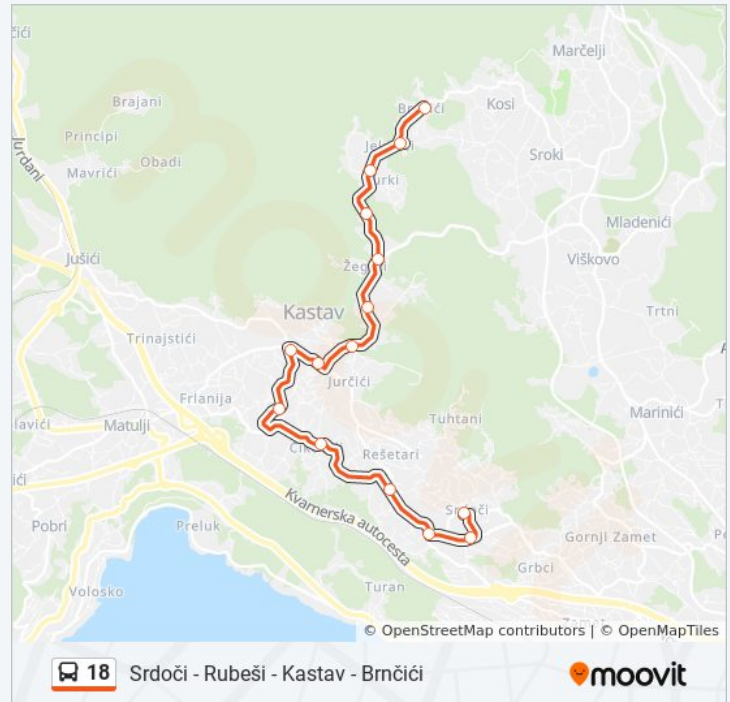 Marčelji
Brajani
Kosi
Principi
Mavrići
Obadi
Sroki
Jurdani
Mladenići
Jušići
Viškovo
Kastav
Trtni
Trinajstići
Jurčići
Frlanija
Tuhtani
Matulji
Marinići
Rešetari
Kvarnerska autocesta
Pobri
Preluk
Gornji Zamet
Grbci
Turan
Volosko
Zamet
© OpenStreetMap contributors | © OpenMapTiles
18 Srdoči - Rubeši - Kastav - Brnčići
moovit